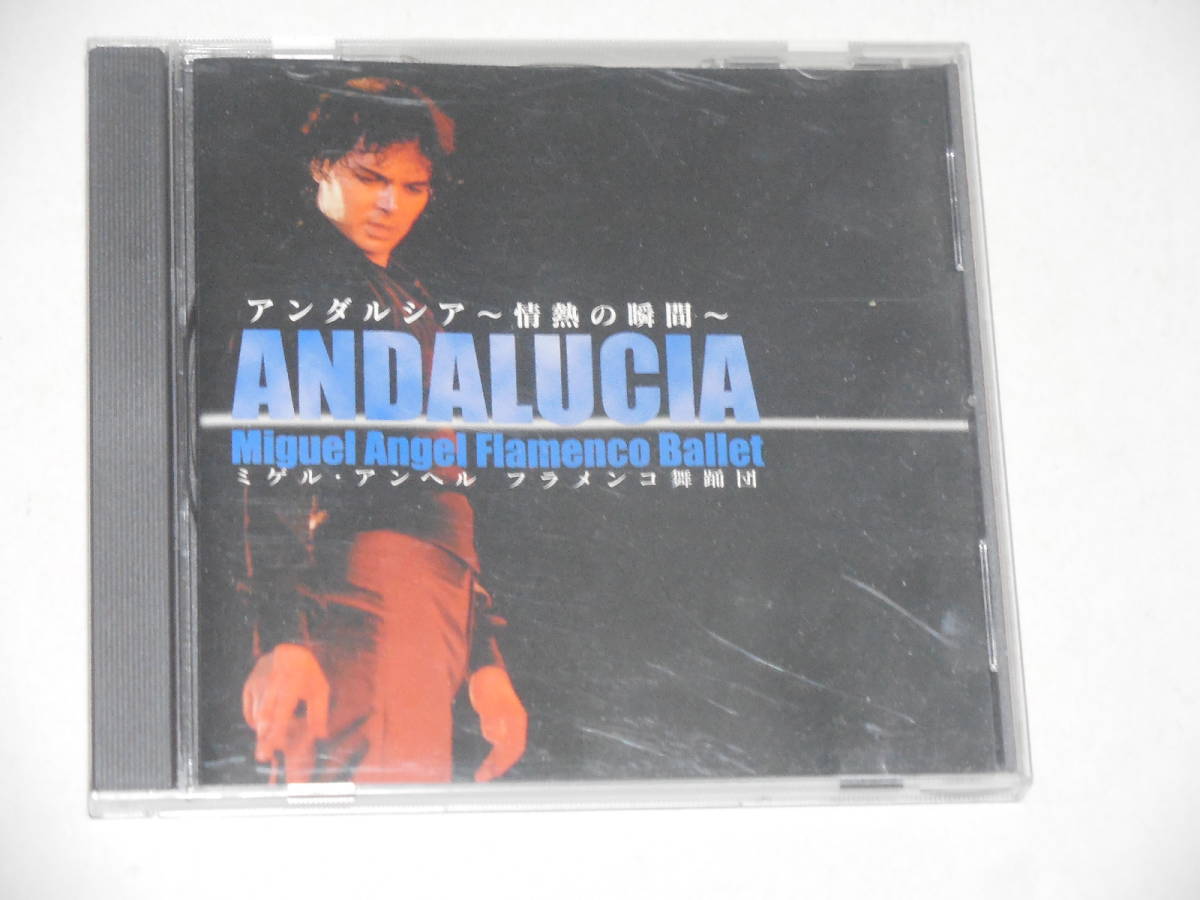 アンダルシア～情熱の瞬間～
ANDALUCIA
Miguel Angel Flamenco Ballet
ミゲル・アンヘル フラメンコ舞踊団